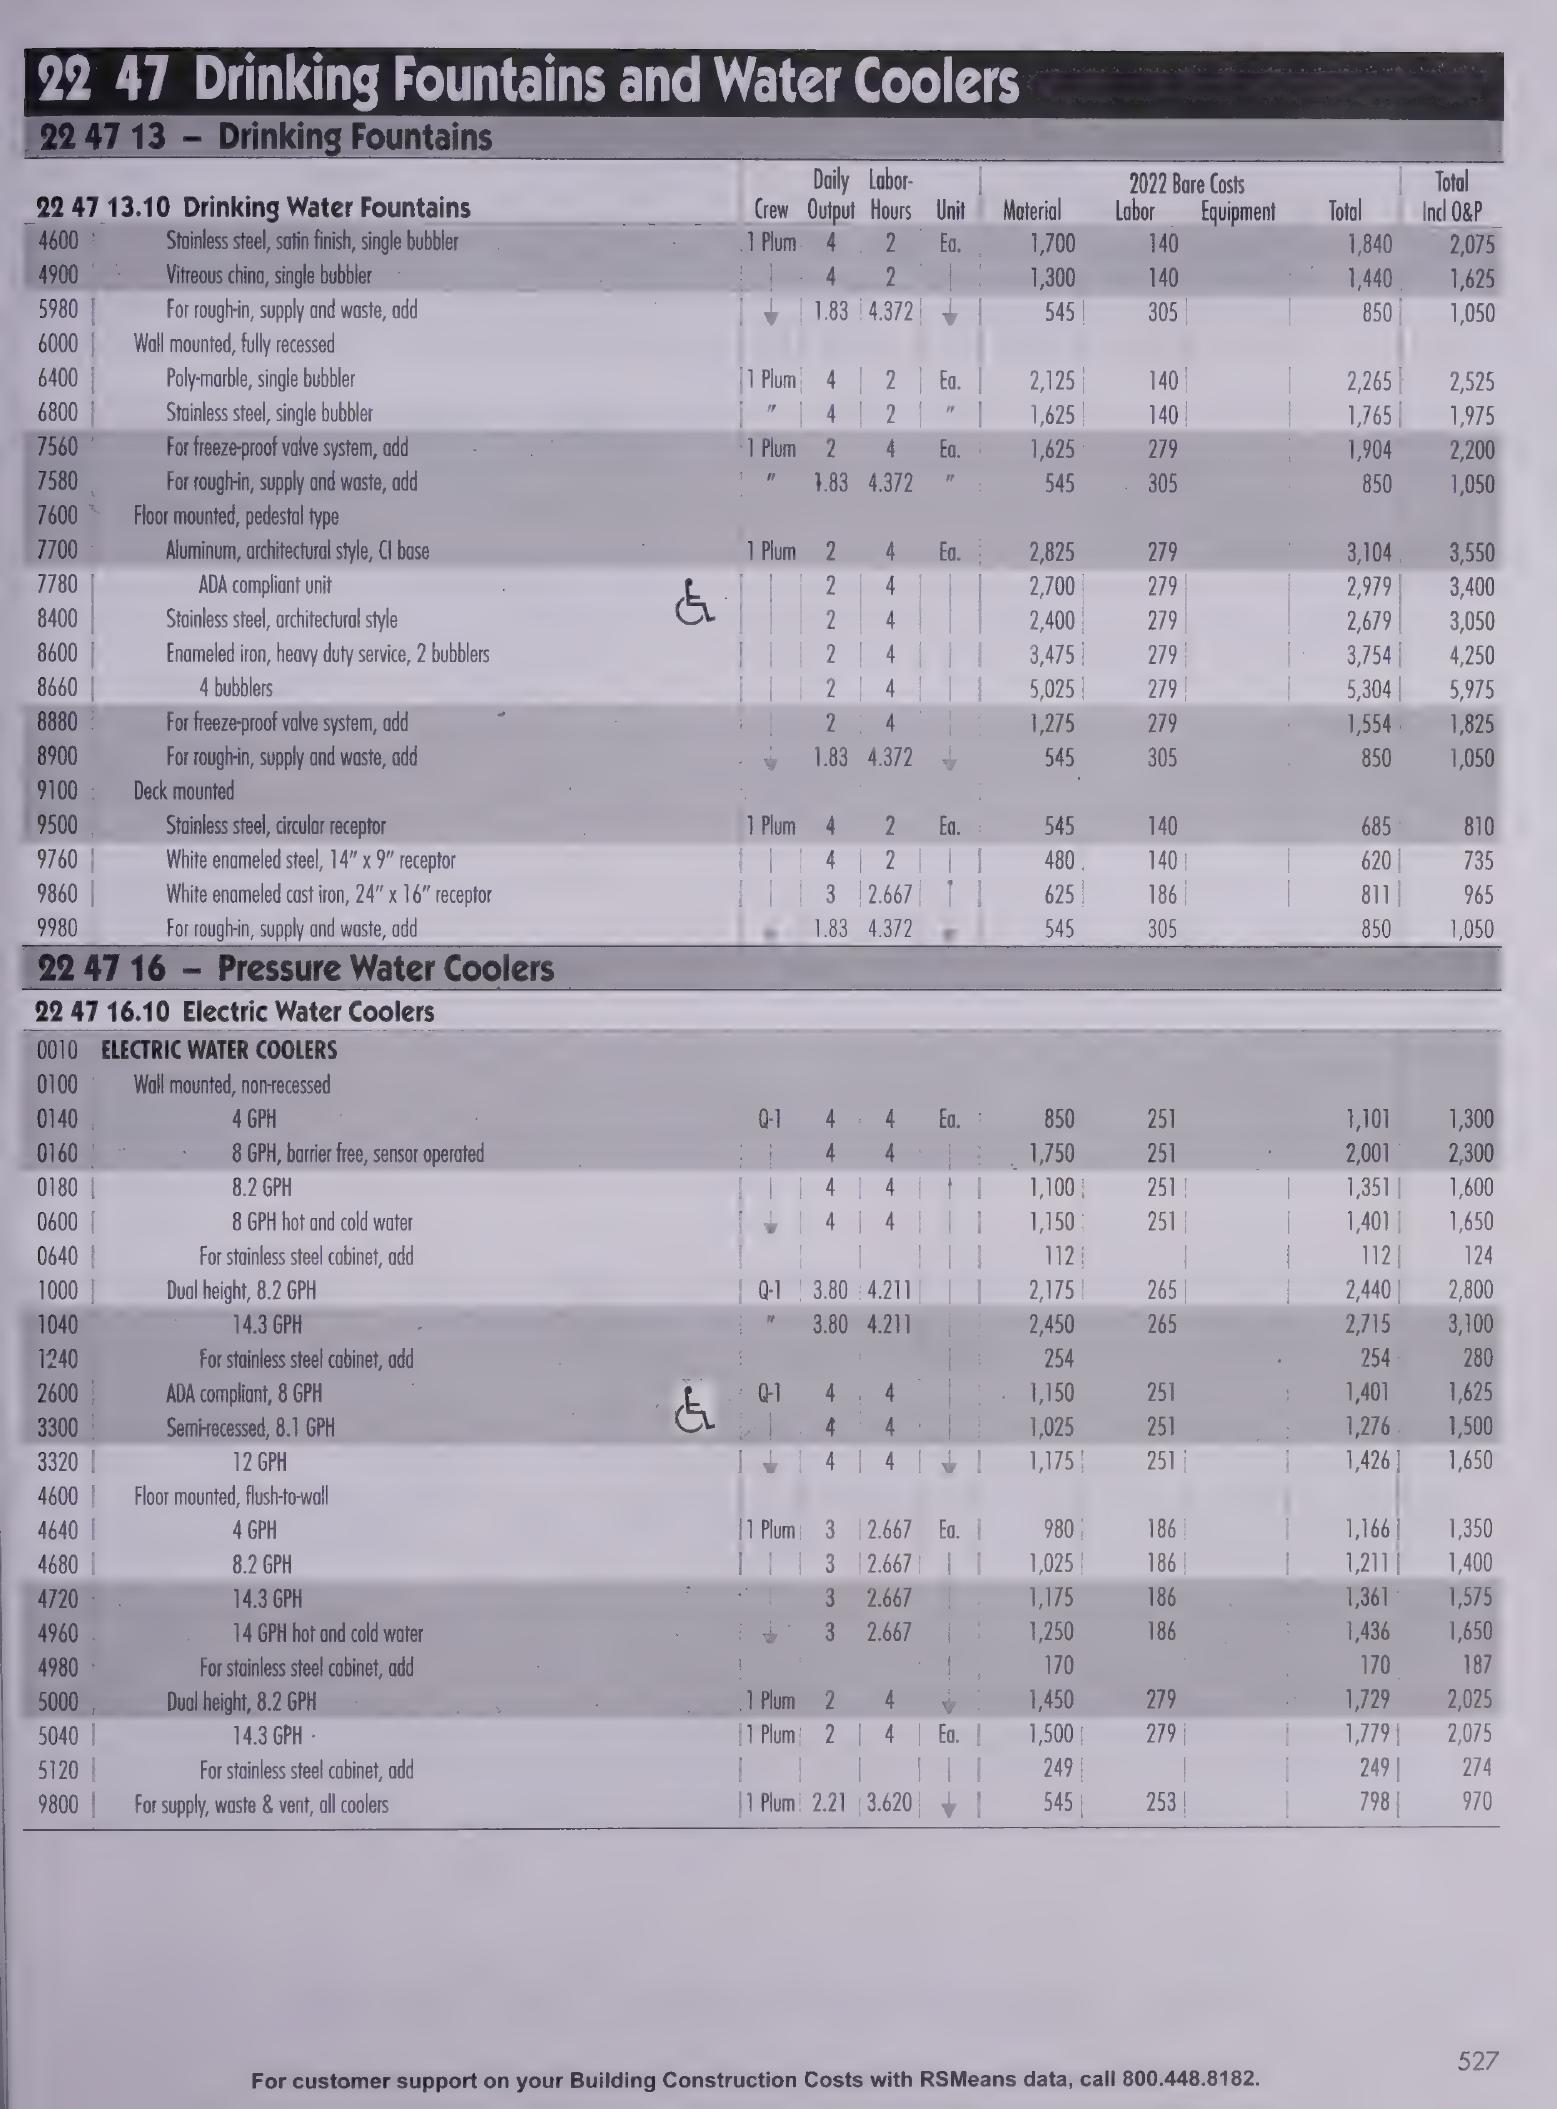 22 47 Drinking Fountains and Water Coolers
22 47 13 – Drinking Fountains
Daily Labor- 2022 Bare Costs Total
22 47 13.10 Drinking Water Fountains Crew Output Hours Unit Material Labor Equipment Total Incl O&P
4600 Stainless steel, satin finish, single bubbler 1 Plum 4 2 Ea. 1,700 140 1,840 2,075
4900 Vitreous china, single bubbler 4 2 1,300 140 1,440 1,625
5980 For rough-in, supply and waste, add 1.83 4.372 545 305 850 1,050
6000 Wall mounted, fully recessed
6400 Poly-marble, single bubbler 1 Plum 4 2 Ea. 2,125 140 2,265 2,525
6800 Stainless steel, single bubbler " 4 2 " 1,625 140 1,765 1,975
7560 For freeze-proof valve system, add 1 Plum 2 4 Ea. 1,625 279 1,904 2,200
7580 For rough-in, supply and waste, add " 1.83 4.372 " 545 305 850 1,050
7600 Floor mounted, pedestal type
7700 Aluminum, architectural style, CI base 1 Plum 2 4 Ea. 2,825 279 3,104 3,550
7780 ADA compliant unit 2 4 2,700 279 2,979 3,400
8400 Stainless steel, architectural style 2 4 2,400 279 2,679 3,050
8600 Enameled iron, heavy duty service, 2 bubblers 2 4 3,475 279 3,754 4,250
8660 4 bubblers 2 4 5,025 279 5,304 5,975
8880 For freeze-proof valve system, add 2 4 1,275 279 1,554 1,825
8900 For rough-in, supply and waste, add 1.83 4.372 545 305 850 1,050
9100 Deck mounted
9500 Stainless steel, circular receptor 1 Plum 4 2 Ea. 545 140 685 810
9760 White enameled steel, 14" x 9" receptor 4 2 480 140 620 735
9860 White enameled cast iron, 24" x 16" receptor 3 2.667 625 186 811 965
9980 For rough-in, supply and waste, add 1.83 4.372 545 305 850 1,050
22 47 16 – Pressure Water Coolers
22 47 16.10 Electric Water Coolers
0010 ELECTRIC WATER COOLERS
0100 Wall mounted, non-recessed
0140 4 GPH Q-1 4 4 Ea. 850 251 1,101 1,300
0160 8 GPH, barrier free, sensor operated 4 4 1,750 251 2,001 2,300
0180 8.2 GPH 4 4 1,100 251 1,351 1,600
0600 8 GPH hot and cold water 4 4 1,150 251 1,401 1,650
0640 For stainless steel cabinet, add 112 112 124
1000 Dual height, 8.2 GPH Q-1 3.80 4.211 2,175 265 2,440 2,800
1040 14.3 GPH " 3.80 4.211 2,450 265 2,715 3,100
1240 For stainless steel cabinet, add 254 254 280
2600 ADA compliant, 8 GPH Q-1 4 4 1,150 251 1,401 1,625
3300 Semi-recessed, 8.1 GPH 4 4 1,025 251 1,276 1,500
3320 12 GPH 4 4 1,175 251 1,426 1,650
4600 Floor mounted, flush-to-wall
4640 4 GPH 1 Plum 3 2.667 Ea. 980 186 1,166 1,350
4680 8.2 GPH 3 2.667 1,025 186 1,211 1,400
4720 14.3 GPH 3 2.667 1,175 186 1,361 1,575
4960 14 GPH hot and cold water 3 2.667 1,250 186 1,436 1,650
4980 For stainless steel cabinet, add 170 170 187
5000 Dual height, 8.2 GPH 1 Plum 2 4 1,450 279 1,729 2,025
5040 14.3 GPH 1 Plum 2 4 Ea. 1,500 279 1,779 2,075
5120 For stainless steel cabinet, add 249 249 274
9800 For supply, waste & vent, all coolers 1 Plum 2.21 3.620 545 253 798 970
527
For customer support on your Building Construction Costs with RSMeans data, call 800.448.8182.